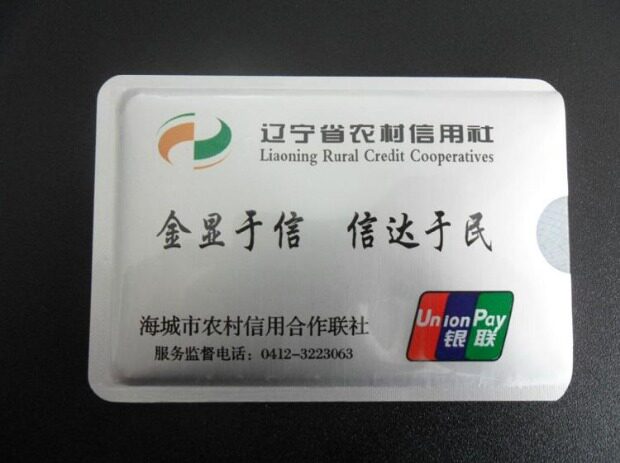 辽宁省农村信用社
Liaoning Rural Credit Cooperatives
金显于信 信达于民
海城市农村信用合作联社
服务监督电话：0412-3223063
UnionPay
银联